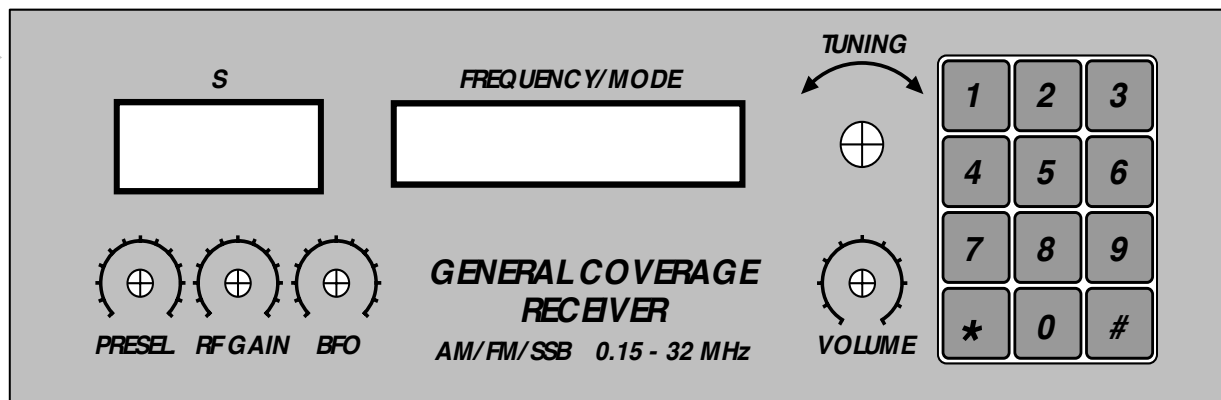 TUNING
S
FREQUENCY/MODE
1 2 3
4 5 6
7 8 9
* 0 #
GENERAL COVERAGE
RECEIVER
AM/FM/SSB 0.15 - 32 MHz
PRESEL.
RF GAIN
BFO
VOLUME